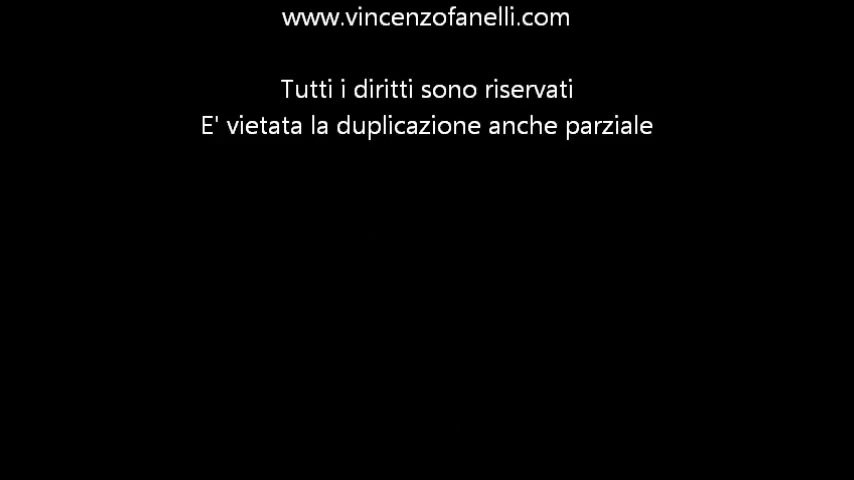 www.vincenzofanelli.com
Tutti i diritti sono riservati
E' vietata la duplicazione anche parziale